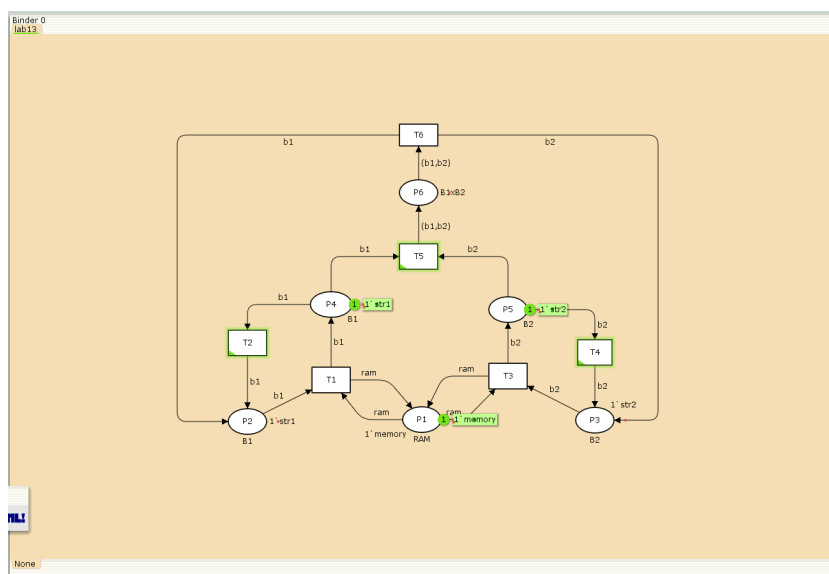 Binder 0
lab13
T6
b1
b2
(b1,b2)
P6
B1xB2
(b1,b2)
b1
T5
b2
b1
P4
1
1`str1
B1
P5
1
1`str2
B2
b2
T2
b1
b2
T4
b1
T1
ram
ram
T3
b2
b1
ram
ram
b2
P2
1`str1
B1
1`memory
P1
1
1`memory
RAM
1`str2
P3
B2
ML!
None